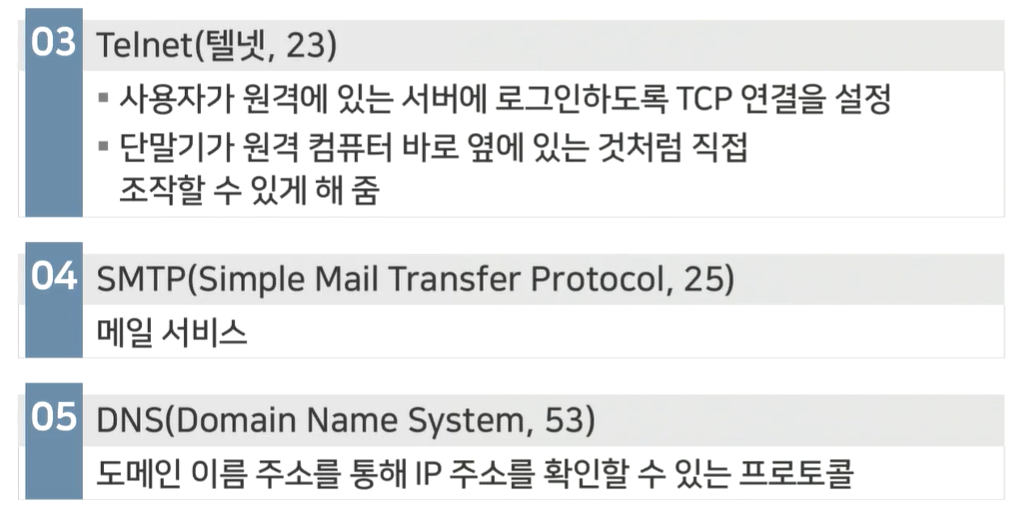 03 Telnet(텔넷, 23)
▪ 사용자가 원격에 있는 서버에 로그인하도록 TCP 연결을 설정
▪ 단말기가 원격 컴퓨터 바로 옆에 있는 것처럼 직접
조작할 수 있게 해 줌
04 SMTP(Simple Mail Transfer Protocol, 25)
메일 서비스
05 DNS(Domain Name System, 53)
도메인 이름 주소를 통해 IP 주소를 확인할 수 있는 프로토콜